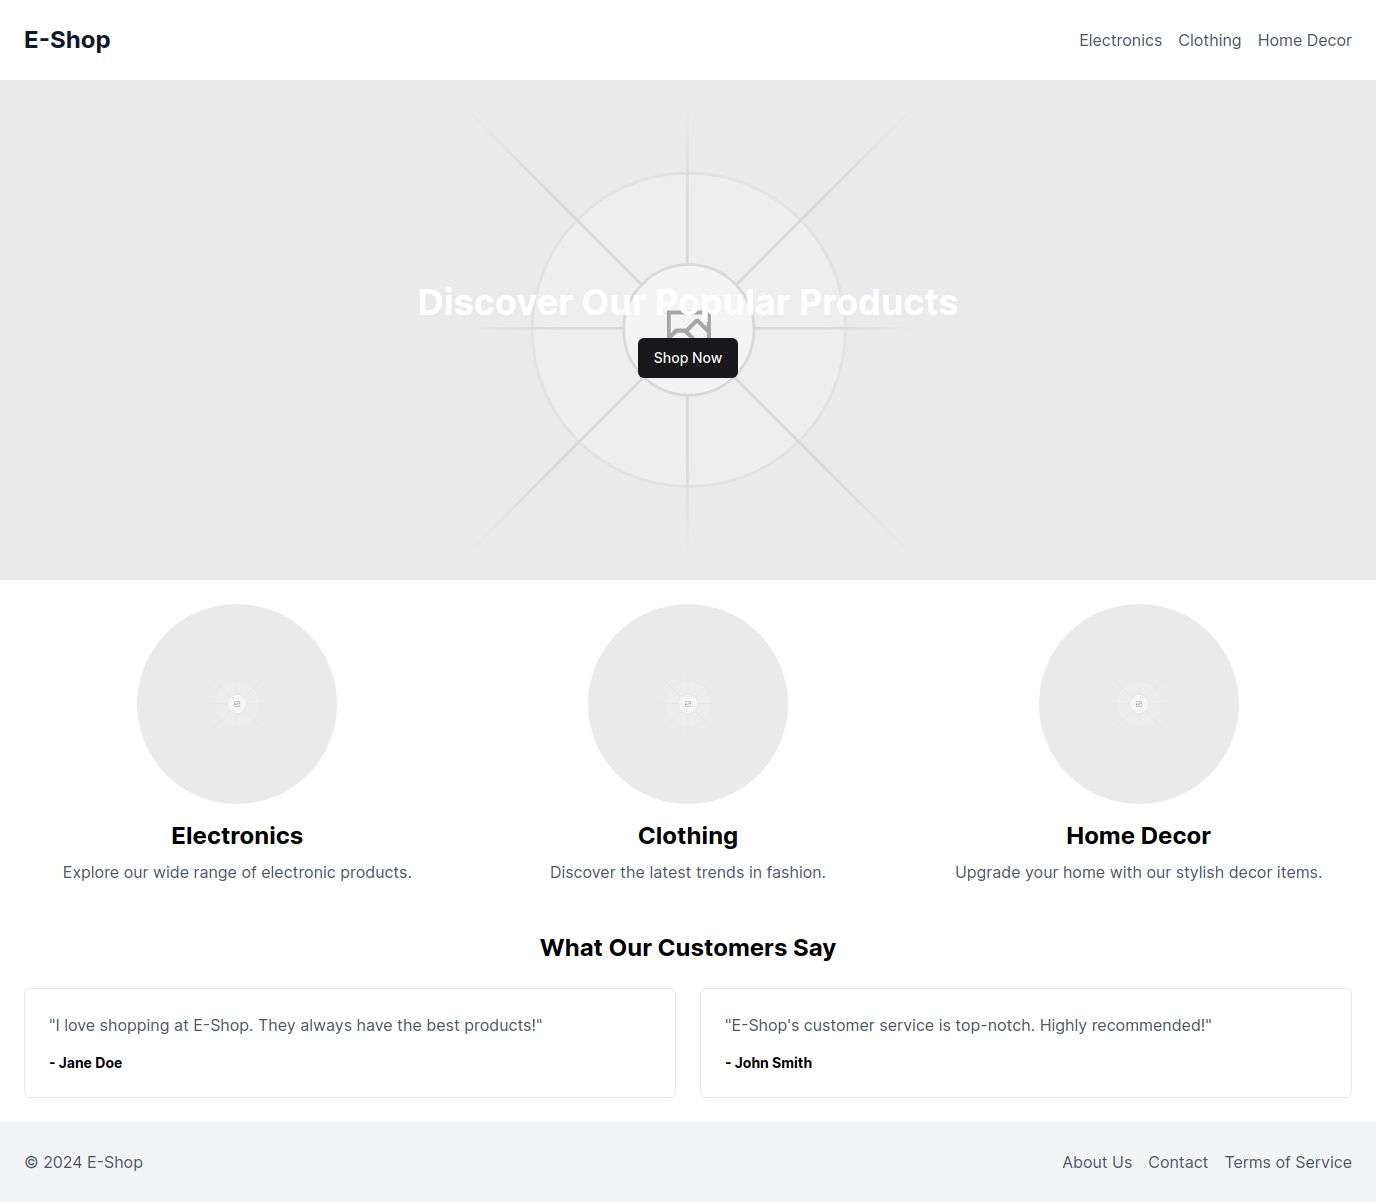 E-Shop
Electronics Clothing Home Decor
Discover Our Popular Products
Shop Now
Electronics
Explore our wide range of electronic products.
Clothing
Discover the latest trends in fashion.
Home Decor
Upgrade your home with our stylish decor items.
What Our Customers Say
"I love shopping at E-Shop. They always have the best products!"
- Jane Doe
"E-Shop's customer service is top-notch. Highly recommended!"
- John Smith
© 2024 E-Shop
About Us Contact Terms of Service